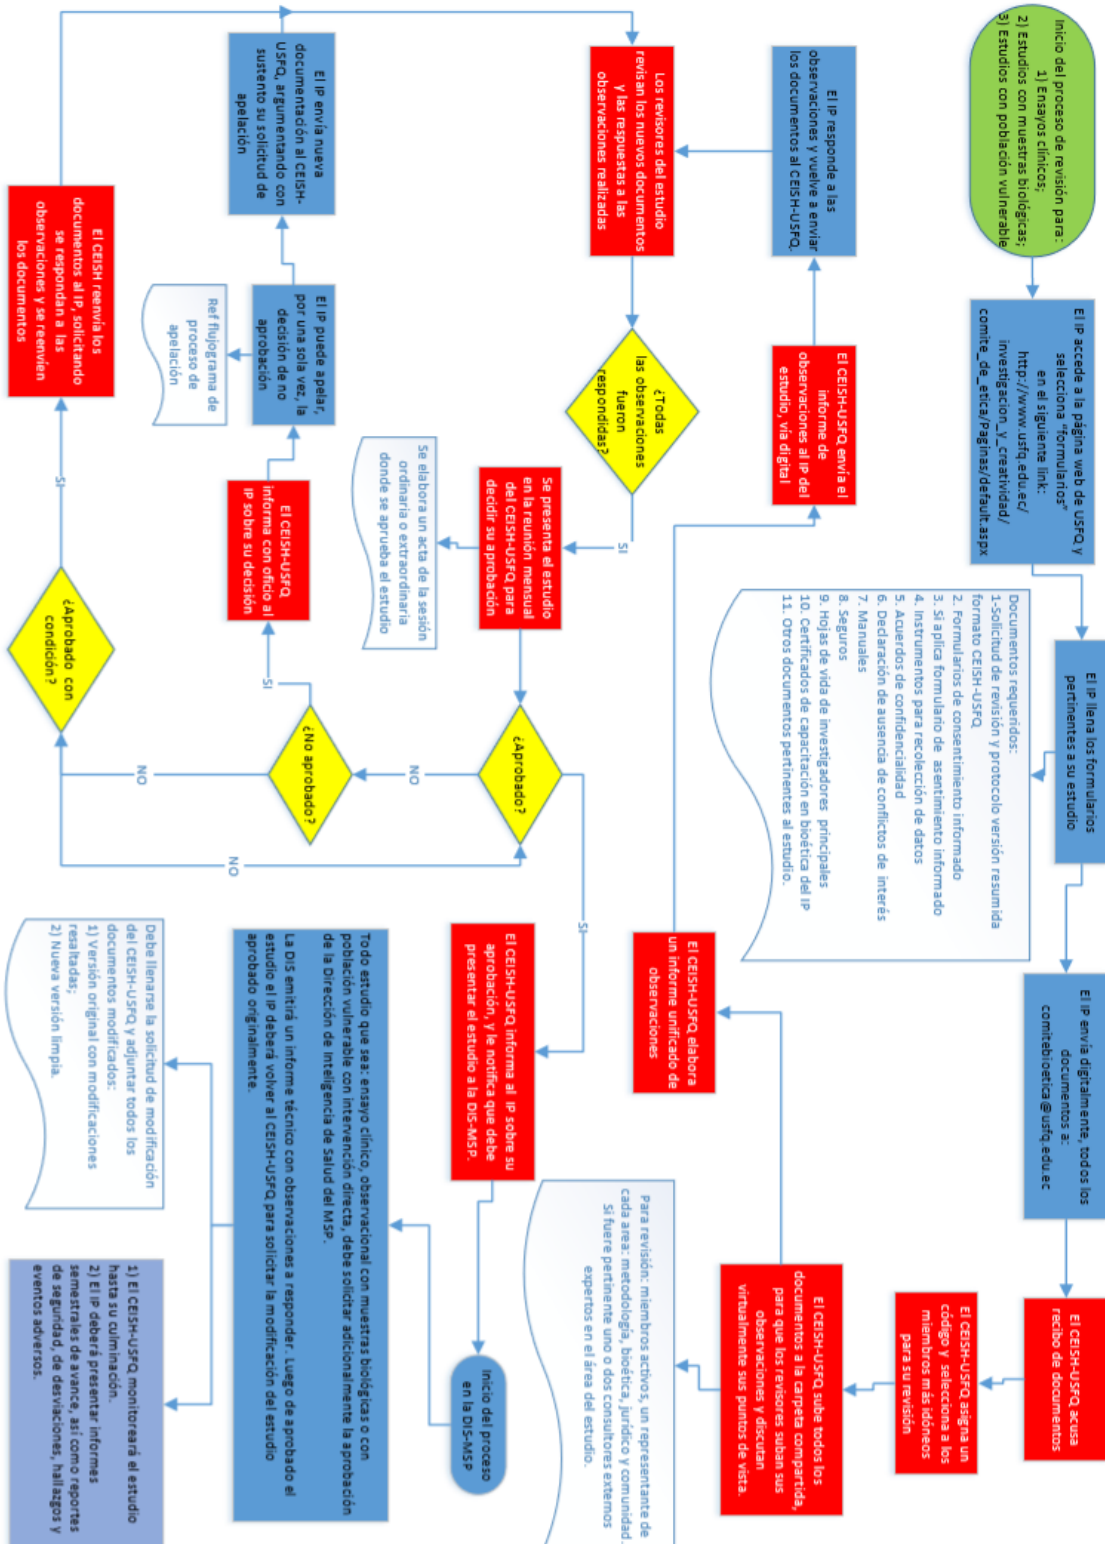 Inicio del proceso de revisión para:
1) Ensayos clínicos;
2) Estudios con muestras biológicas;
3) Estudios con población vulnerable
El IP accede a la página web de USFQ y
selecciona "formularios"
en el siguiente link:
http://www.usfq.edu.ec/
investigacion_y_creatividad/
comite_de_etica/Paginas/default.aspx
El IP llena los formularios
pertinentes a su estudio
Documentos requeridos:
1-Solicitud de revisión y protocolo versión resumida
formato CEISH-USFQ
2. Formularios de consentimiento informado
3. Si aplica formulario de asentimiento informado
4. Instrumentos para recolección de datos
5. Acuerdos de confidencialidad
6. Declaración de ausencia de conflictos de interés
7. Manuales
8. Seguros
9. Hojas de vida de investigadores principales
10. Certificados de capacitación en bioética del IP
11. Otros documentos pertinentes al estudio.
El IP envía digitalmente, todos los
documentos a:
comitebioetica@usfq.edu.ec
El CEISH-USFQ acusa
recibo de documentos
El CEISH-USFQ asigna un
código y selecciona a los
miembros más idóneos
para su revisión
El CEISH-USFQ sube todos los
documentos a la carpeta compartida,
para que los revisores suban sus
observaciones y discutan
virtualmente sus puntos de vista.
Para revisión: miembros activos, un representante de
cada area: metodología, bioética, jurídico y comunidad.
Si fuere pertinente uno o dos consultores externos
expertos en el área del estudio.
El CEISH-USFQ elabora
un informe unificado de
observaciones
El CEISH-USFQ envía el
informe de
observaciones al IP del
estudio, vía digital
El IP responde a las
observaciones y vuelve a enviar
los documentos al CEISH-USFQ.
Los revisores del estudio
revisan los nuevos documentos
y las respuestas a las
observaciones realizadas
¿Todas
las observaciones
fueron
respondidas?
SI
Se presenta el estudio
en la reunión mensual
del CEISH-USFQ para
decidir su aprobación
Se elabora un acta de la sesión
ordinaria o extraordinaria
donde se aprueba el estudio
¿Aprobado?
SI
NO
NO
¿No aprobado?
SI
NO
El CEISH-USFQ
informa con oficio al
IP sobre su decisión
El IP puede apelar,
por una sola vez, la
decisión de no
aprobación
Ref flujograma de
proceso de
apelación
El IP envía nueva
documentación al CEISH-
USFQ, argumentando con
sustento su solicitud de
apelación
¿Aprobado con
condición?
SI
El CEISH reenvía los
documentos al IP, solicitando
se respondan a las
observaciones y se reenvíen
los documentos
El CEISH-USFQ informa al IP sobre su
aprobación, y le notifica que debe
presentar el estudio a la DIS-MSP.
Inicio del proceso
en la DIS-MSP
Todo estudio que sea: ensayo clínico, observacional con muestras biológicas o con
población vulnerable con intervención directa, debe solicitar adicionalmente la aprobación
de la Dirección de Inteligencia de Salud del MSP.
La DIS emitirá un informe técnico con observaciones a responder. Luego de aprobado el
estudio el IP deberá volver al CEISH-USFQ para solicitar la modificación del estudio
aprobado originalmente.
Debe llenarse la solicitud de modificación
del CEISH-USFQ y adjuntar todos los
documentos modificados:
1) Versión original con modificaciones
resaltadas;
2) Nueva versión limpia.
1) El CEISH-USFQ monitoreará el estudio
hasta su culminación.
2) El IP deberá presentar informes
semestrales de avance, así como reportes
de seguridad, de desviaciones, hallazgos y
eventos adversos.